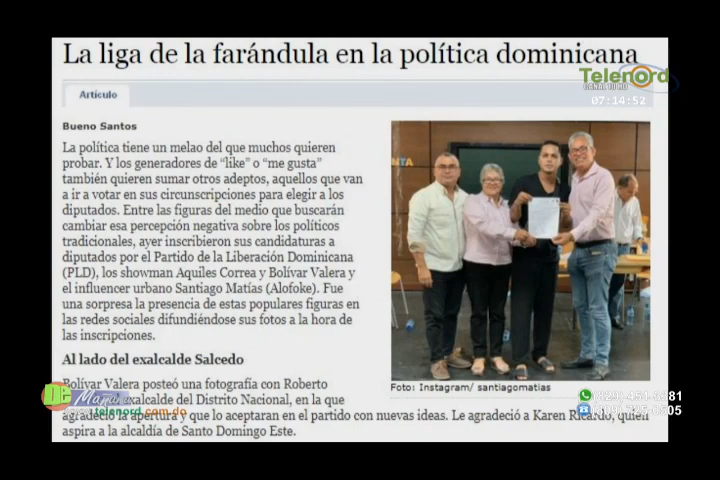 La liga de la farándula en la política dominicana
Telenord
07:14:52
Artículo
Bueno Santos
La política tiene un melao del que muchos quieren
probar. Y los generadores de “like” o “me gusta”
también quieren sumar otros adeptos, aquellos que van
a ir a votar en sus circunscripciones para elegir a los
diputados. Entre las figuras del medio que buscarán
cambiar esa percepción negativa sobre los políticos
tradicionales, ayer inscribieron sus candidaturas a
diputados por el Partido de la Liberación Dominicana
(PLD), los showman Aquiles Correa y Bolívar Valera y
el influencer urbano Santiago Matías (Alofoke). Fue
una sorpresa la presencia de estas populares figuras en
las redes sociales difundiéndose sus fotos a la hora de
las inscripciones.
Al lado del exalcalde Salcedo
Bolívar Valera posteó una fotografía con Roberto
exalcalde del Distrito Nacional, en la que
agradeció la apertura y que lo aceptaran en el partido con nuevas ideas. Le agradeció a Karen Ricardo, quien
aspira a la alcaldía de Santo Domingo Este.
NTA
Foto: Instagram/ santiagomatias
De
www.telenord.com.do